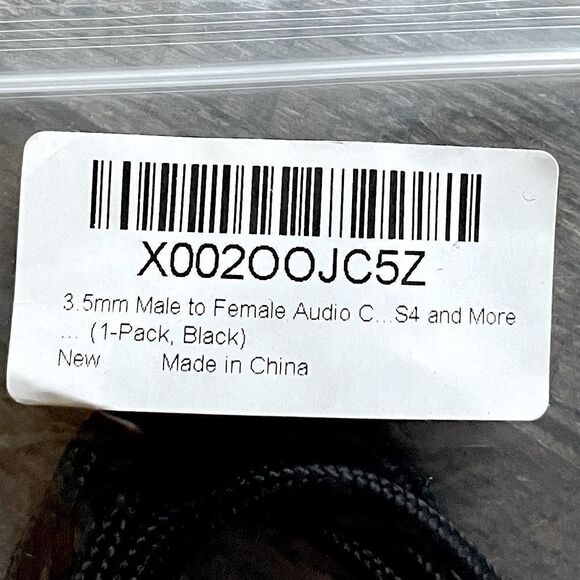 X002OOJC5Z
3.5mm Male to Female Audio C...S4 and More
... (1-Pack, Black)
New Made in China